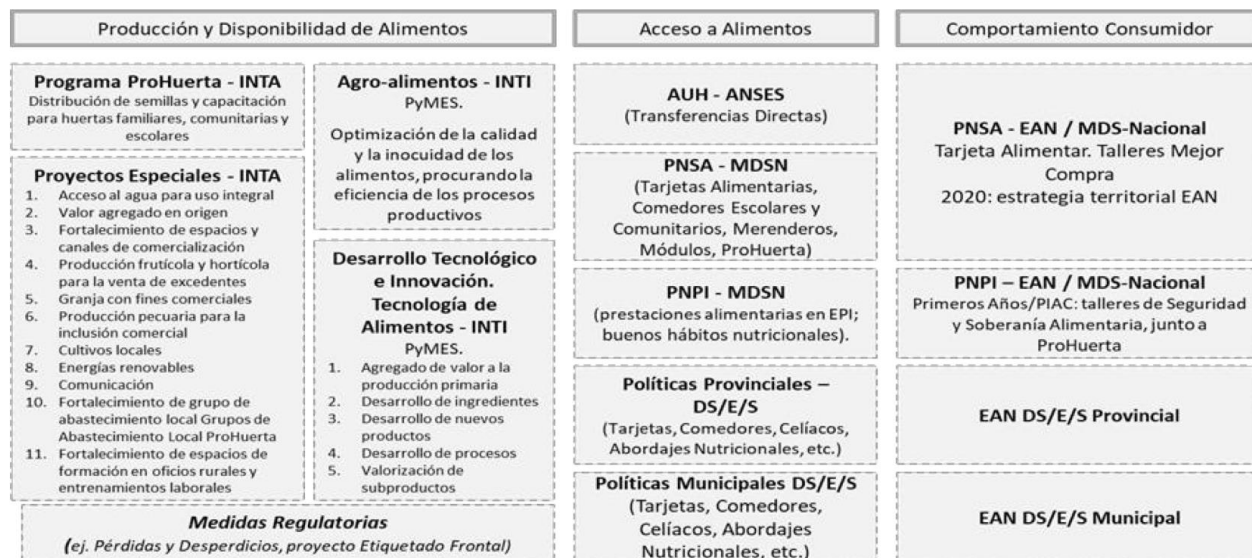 Producción y Disponibilidad de Alimentos
Programa ProHuerta - INTA
Distribución de semillas y capacitación
para huertas familiares, comunitarias y
escolares
Proyectos Especiales - INTA
1. Acceso al agua para uso integral
2. Valor agregado en origen
3. Fortalecimiento de espacios y
canales de comercialización
4. Producción frutícola y hortícola
para la venta de excedentes
5. Granja con fines comerciales
6. Producción pecuaria para la
inclusión comercial
7. Cultivos locales
8. Energías renovables
9. Comunicación
10. Fortalecimiento de grupo de
abastecimiento local Grupos de
Abastecimiento Local ProHuerta
11. Fortalecimiento de espacios de
formación en oficios rurales y
entrenamientos laborales
Agro-alimentos - INTI
PyMES.
Optimización de la calidad
y la inocuidad de los
alimentos, procurando la
eficiencia de los procesos
productivos
Desarrollo Tecnológico
e Innovación.
Tecnología de
Alimentos - INTI
PyMES.
1. Agregado de valor a la
producción primaria
2. Desarrollo de ingredientes
3. Desarrollo de nuevos
productos
4. Desarrollo de procesos
5. Valorización de
subproductos
Medidas Regulatorias
(ej. Pérdidas y Desperdicios, proyecto Etiquetado Frontal)
Acceso a Alimentos
AUH - ANSES
(Transferencias Directas)
PNSA - MDSN
(Tarjetas Alimentarias,
Comedores Escolares y
Comunitarios, Merenderos,
Módulos, ProHuerta)
PNPI - MDSN
(prestaciones alimentarias en EPI;
buenos hábitos nutricionales).
Políticas Provinciales –
DS/E/S
(Tarjetas, Comedores, Celíacos,
Abordajes Nutricionales, etc.)
Políticas Municipales DS/E/S
(Tarjetas, Comedores,
Celíacos, Abordajes
Nutricionales, etc.)
Comportamiento Consumidor
PNSA - EAN / MDS-Nacional
Tarjeta Alimentar. Talleres Mejor
Compra
2020: estrategia territorial EAN
PNPI – EAN / MDS-Nacional
Primeros Años/PIAC: talleres de Seguridad
y Soberanía Alimentaria, junto a
ProHuerta
EAN DS/E/S Provincial
EAN DS/E/S Municipal